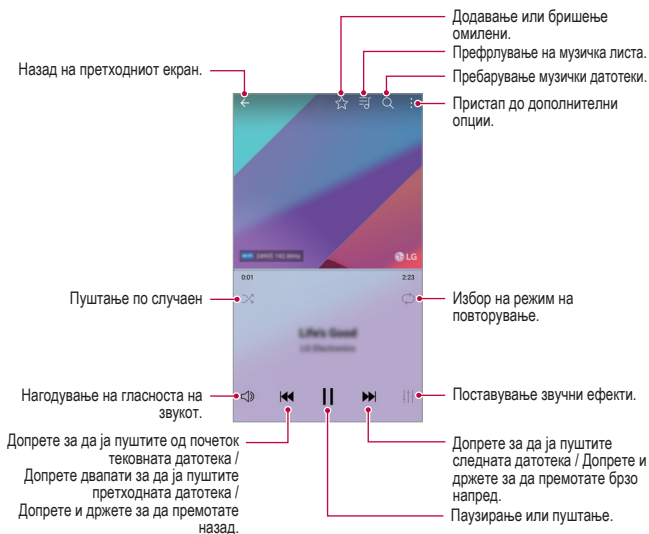 Додавање или бришење
омилени.
Префрлување на музичка листа.
Назад на претходниот екран.
Пребарување музички датотеки.
Пристап до дополнителни
опции.
LG
0:01
2:23
Пуштање по случаен
Избор на режим на
повторување.
Life's Good
LG Electronics
Нагодување на гласноста на
звукот.
Поставување звучни ефекти.
Допрете за да ја пуштите од почеток
тековната датотека /
Допрете двапати за да ја пуштите
претходната датотека /
Допрете и држете за да премотате
назад.
Допрете за да ја пуштите
следната датотека / Допрете и
држете за да премотате брзо
напред.
Паузирање или пуштање.